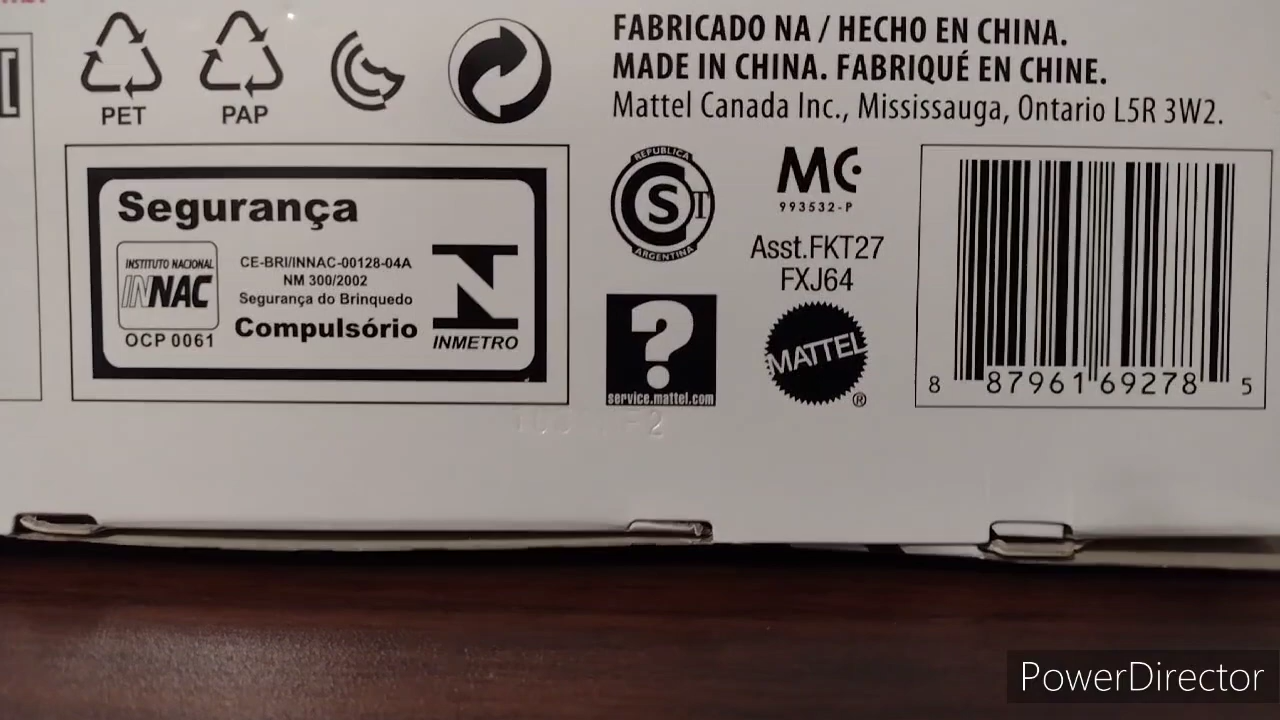 FABRICADO NA / HECHO EN CHINA.
MADE IN CHINA. FABRIQUÉ EN CHINE.
Mattel Canada Inc., Mississauga, Ontario L5R 3W2.
PET
PAP
Segurança
INSTITUTO NACIONAL
INNAC
OCP 0061
CE-BRI/INNAC-00128-04A
NM 300/2002
Segurança do Brinquedo
Compulsório
INMETRO
REPUBLICA
S T
ARGENTINA
?
service.mattel.com
MC
993532-P
Asst.FKT27
FXJ64
MATTEL
®
8 87961 69278 5
PowerDirector